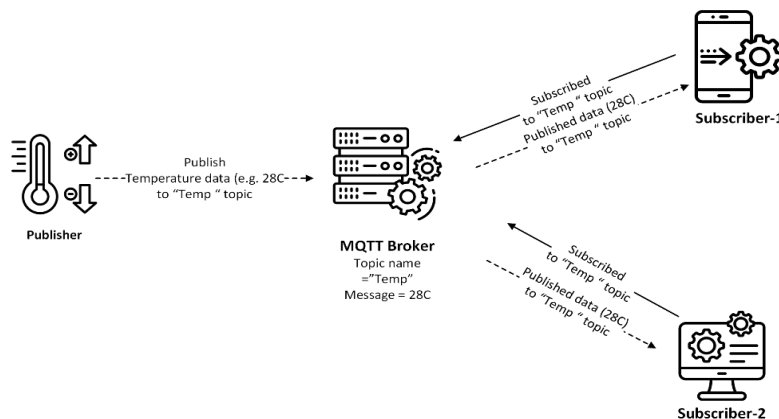 Publish
Temperature data (e.g. 28C
to “Temp “ topic
Publisher
MQTT Broker
Topic name
=”Temp”
Message = 28C
Subscribed
to “Temp “ topic
Published data (28C)
to “Temp “ topic
Subscriber-1
Subscribed
to “Temp “ topic
Published data (28C)
to “Temp “ topic
Subscriber-2